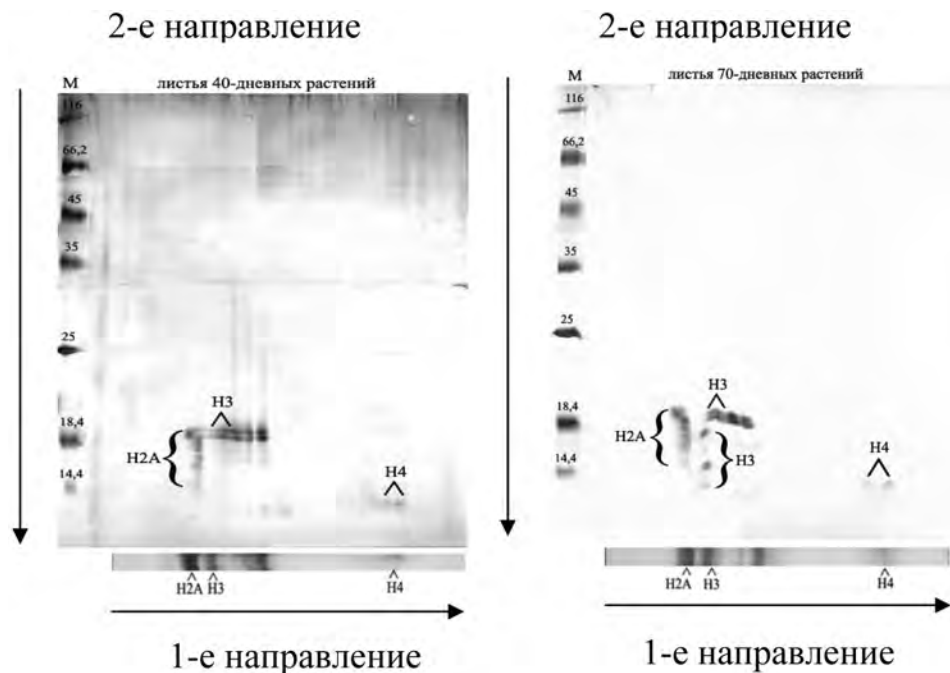 2-е направление
М
листья 40-дневных растений
116
66,2
45
35
25
18,4
14,4
H3
H2A
H4
H2A
H3
H4
1-е направление
2-е направление
М
листья 70-дневных растений
116
66,2
45
35
25
18,4
14,4
H3
H2A
H3
H4
H2A
H3
H4
1-е направление